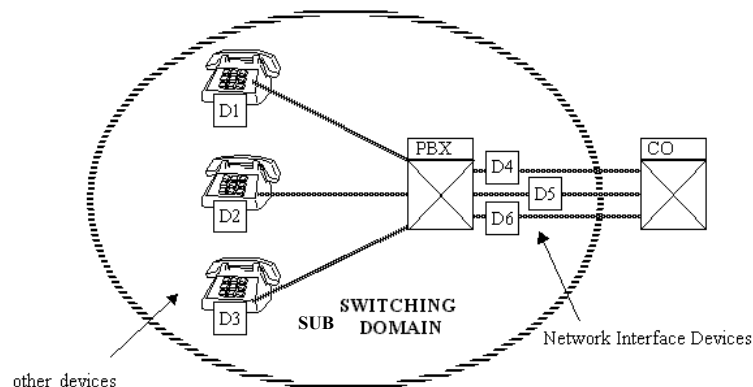 D1
PBX
CO
D4
D5
D2
D6
D3
SUB SWITCHING
DOMAIN
Network Interface Devices
other devices